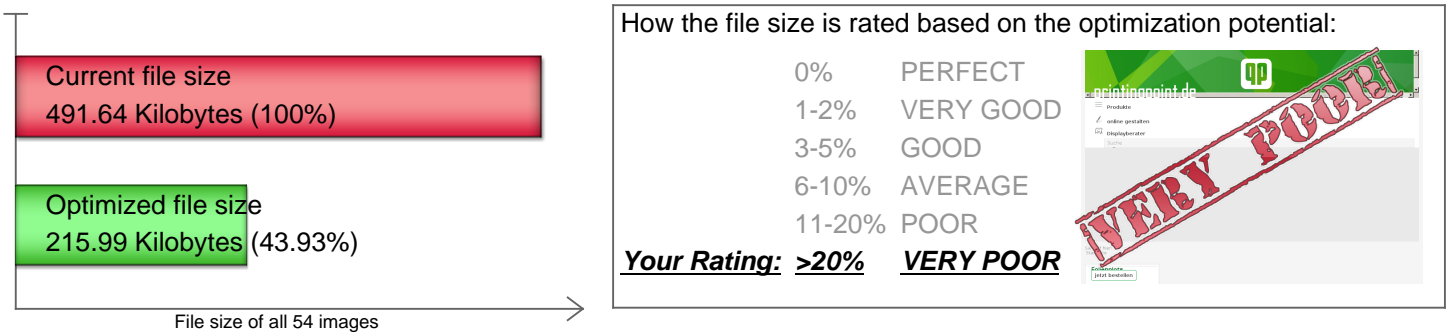 Current file size
491.64 Kilobytes (100%)
Optimized file size
215.99 Kilobytes (43.93%)
File size of all 54 images
How the file size is rated based on the optimization potential:
0% PERFECT
1-2% VERY GOOD
3-5% GOOD
6-10% AVERAGE
11-20% POOR
Your Rating: >20% VERY POOR
printingpoint.de
Produkte
online gestalten
Displayberater
Suche
VERY POOR!
jetzt bestellen